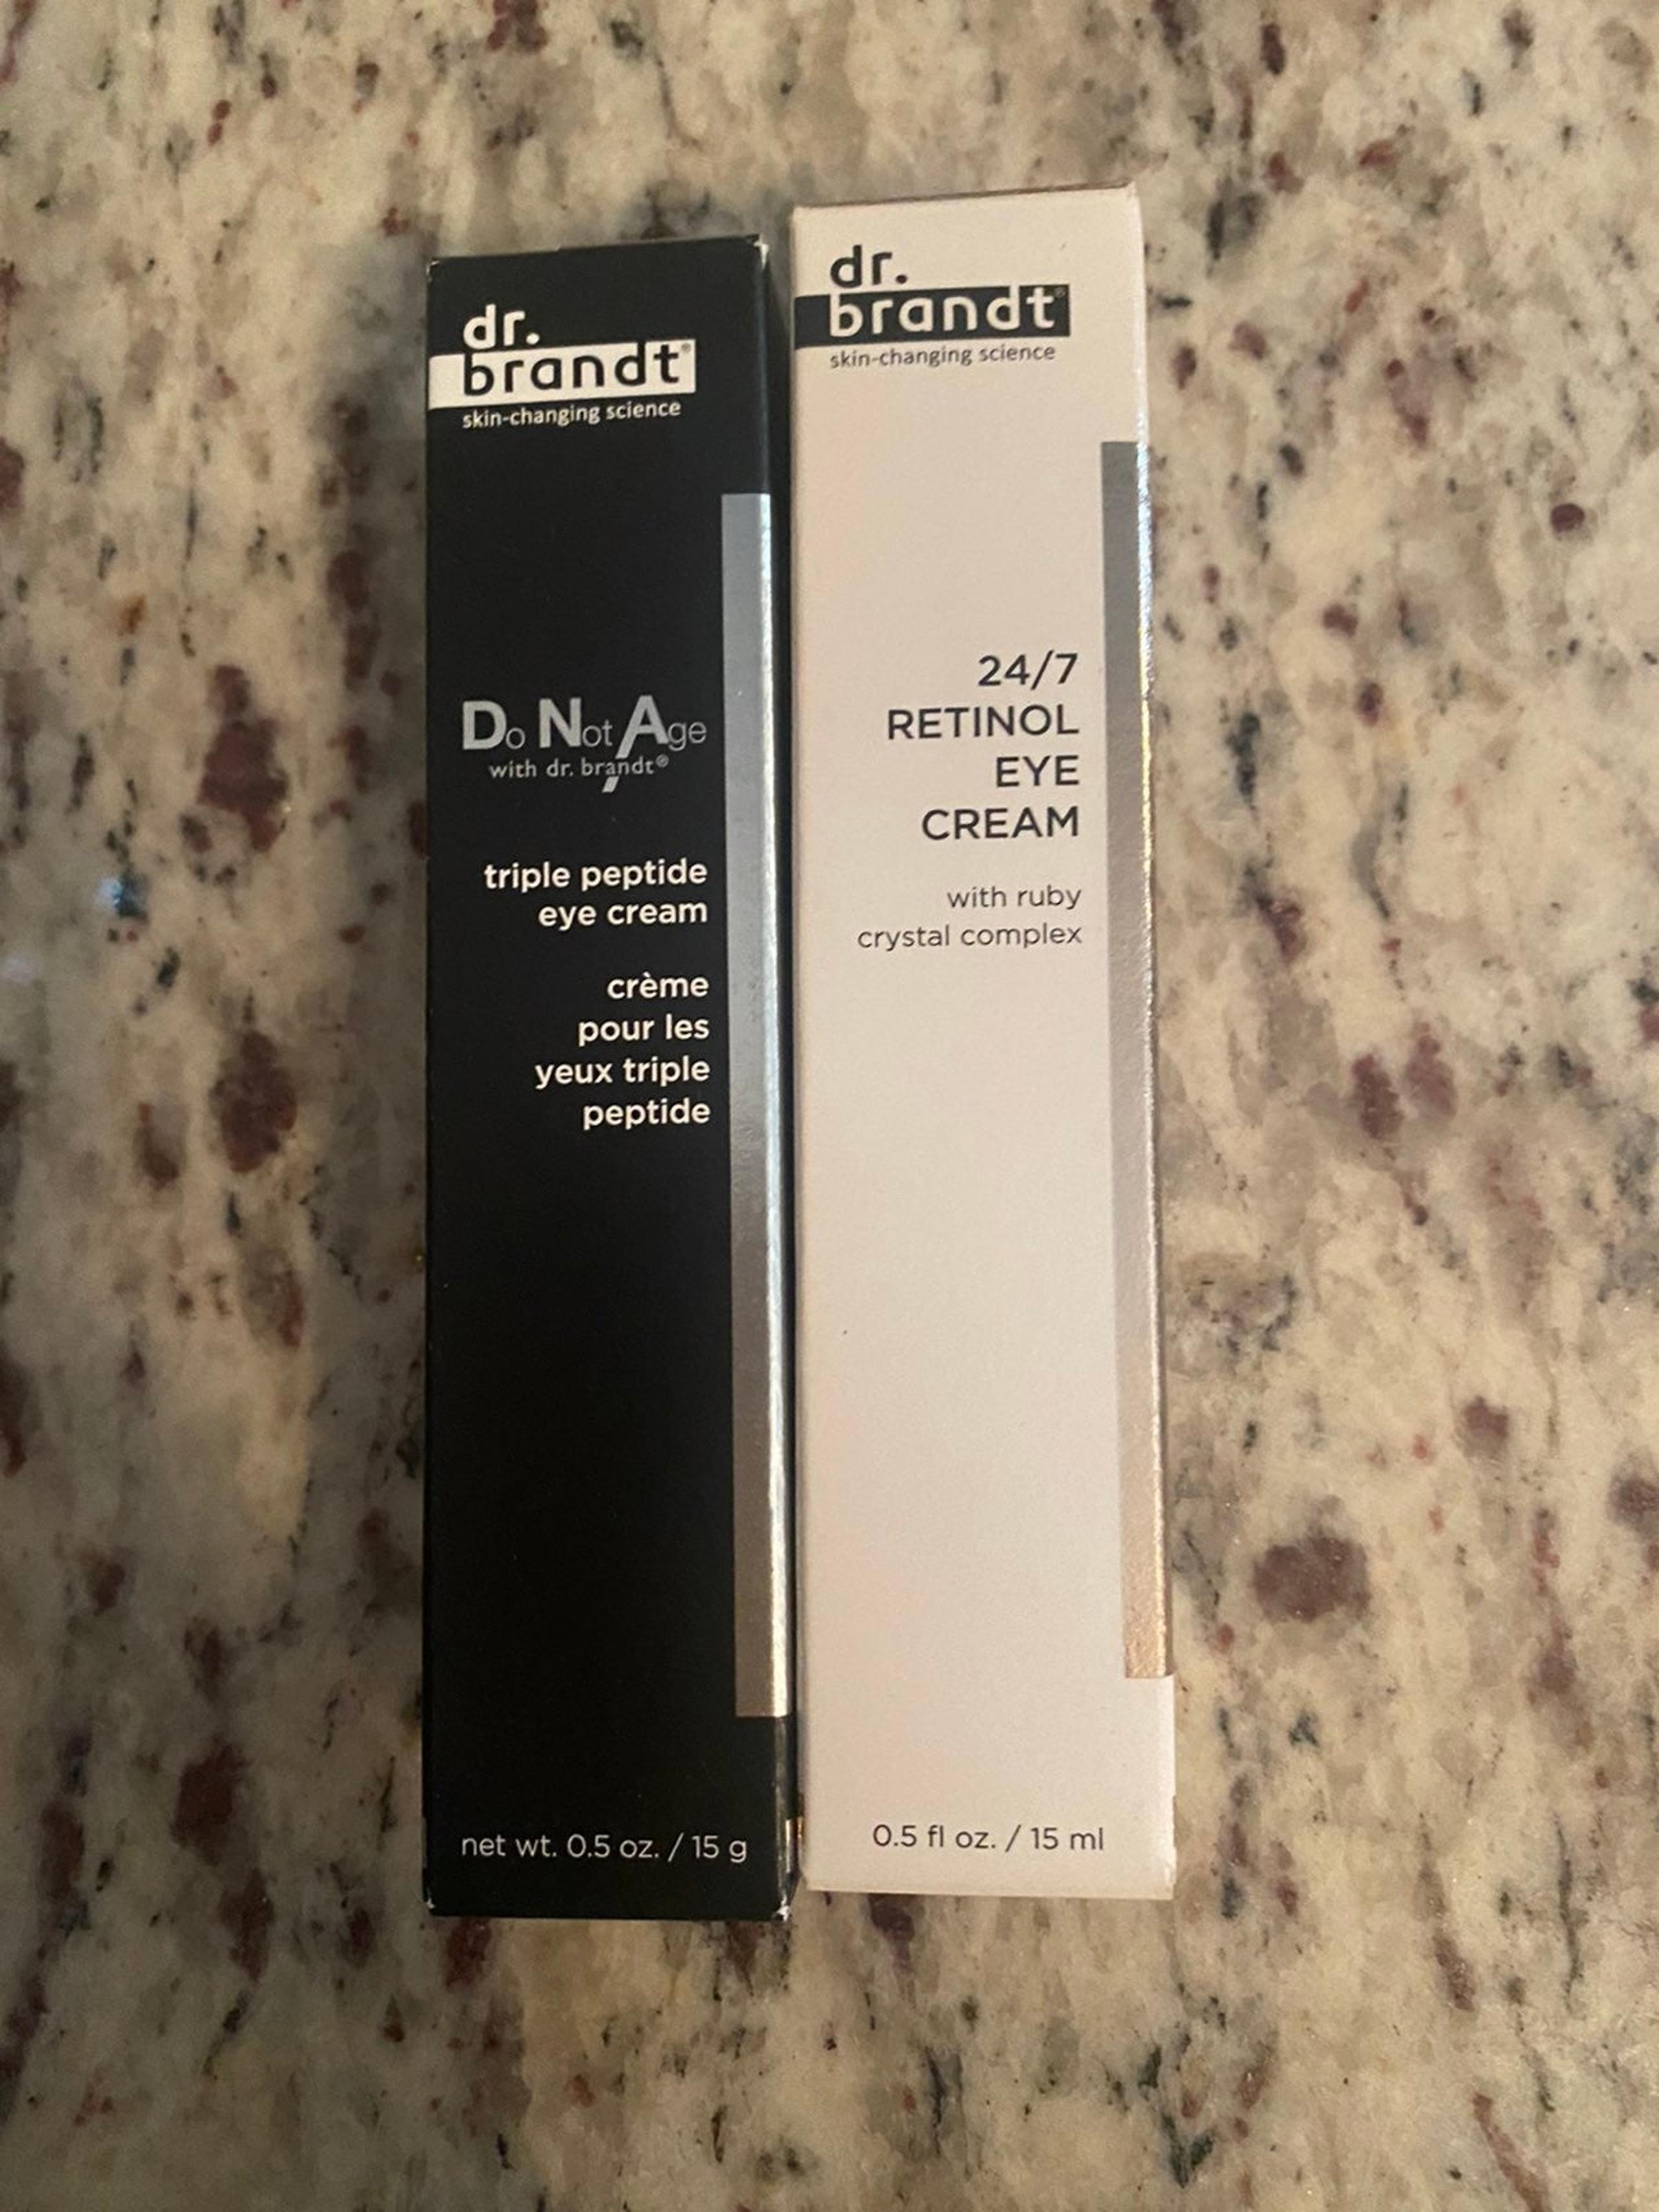 dr.
brandt®
skin-changing science
Do Not Age
with dr. brandt®
triple peptide
eye cream
crème
pour les
yeux triple
peptide
net wt. 0.5 oz. / 15 g
dr.
brandt®
skin-changing science
24/7
RETINOL
EYE
CREAM
with ruby
crystal complex
0.5 fl oz. / 15 ml